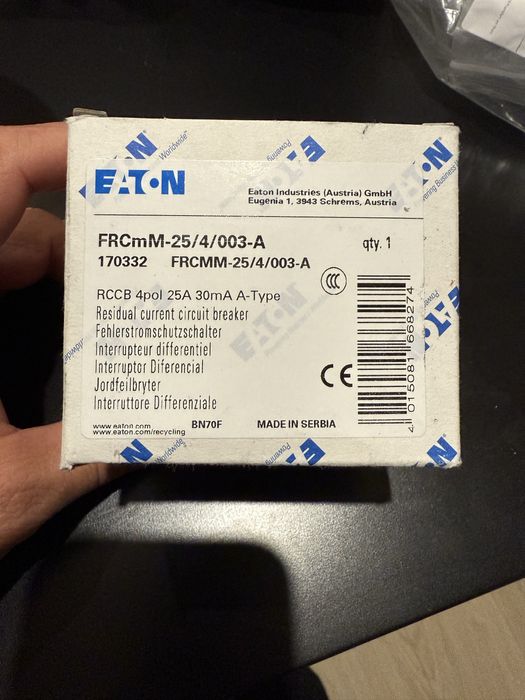 EATON
Eaton Industries (Austria) GmbH
Eugenia 1, 3943 Schrems, Austria
FRCmM-25/4/003-A
qty. 1
170332 FRCMM-25/4/003-A
CCC
RCCB 4pol 25A 30mA A-Type
Residual current circuit breaker
Fehlerstromschutzschalter
Interrupteur differentiel
Interruptor Diferencial
Jordfeilbryter
Interruttore Differenziale
CE
4 015081 668274
www.eaton.com
www.eaton.com/recycling
BN70F
MADE IN SERBIA